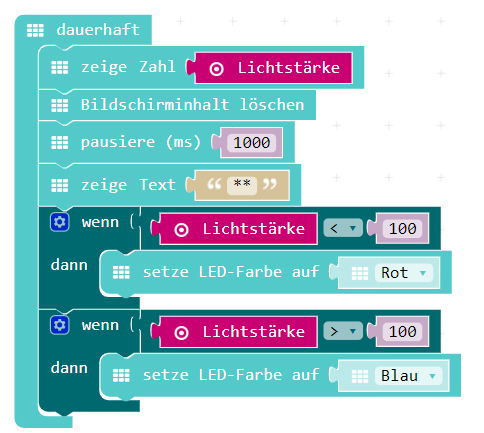 dauerhaft
zeige Zahl Lichtstärke
Bildschirminhalt löschen
pausiere (ms) 1000
zeige Text “ ** ”
wenn Lichtstärke < 100
dann setze LED-Farbe auf Rot
wenn Lichtstärke > 100
dann setze LED-Farbe auf Blau